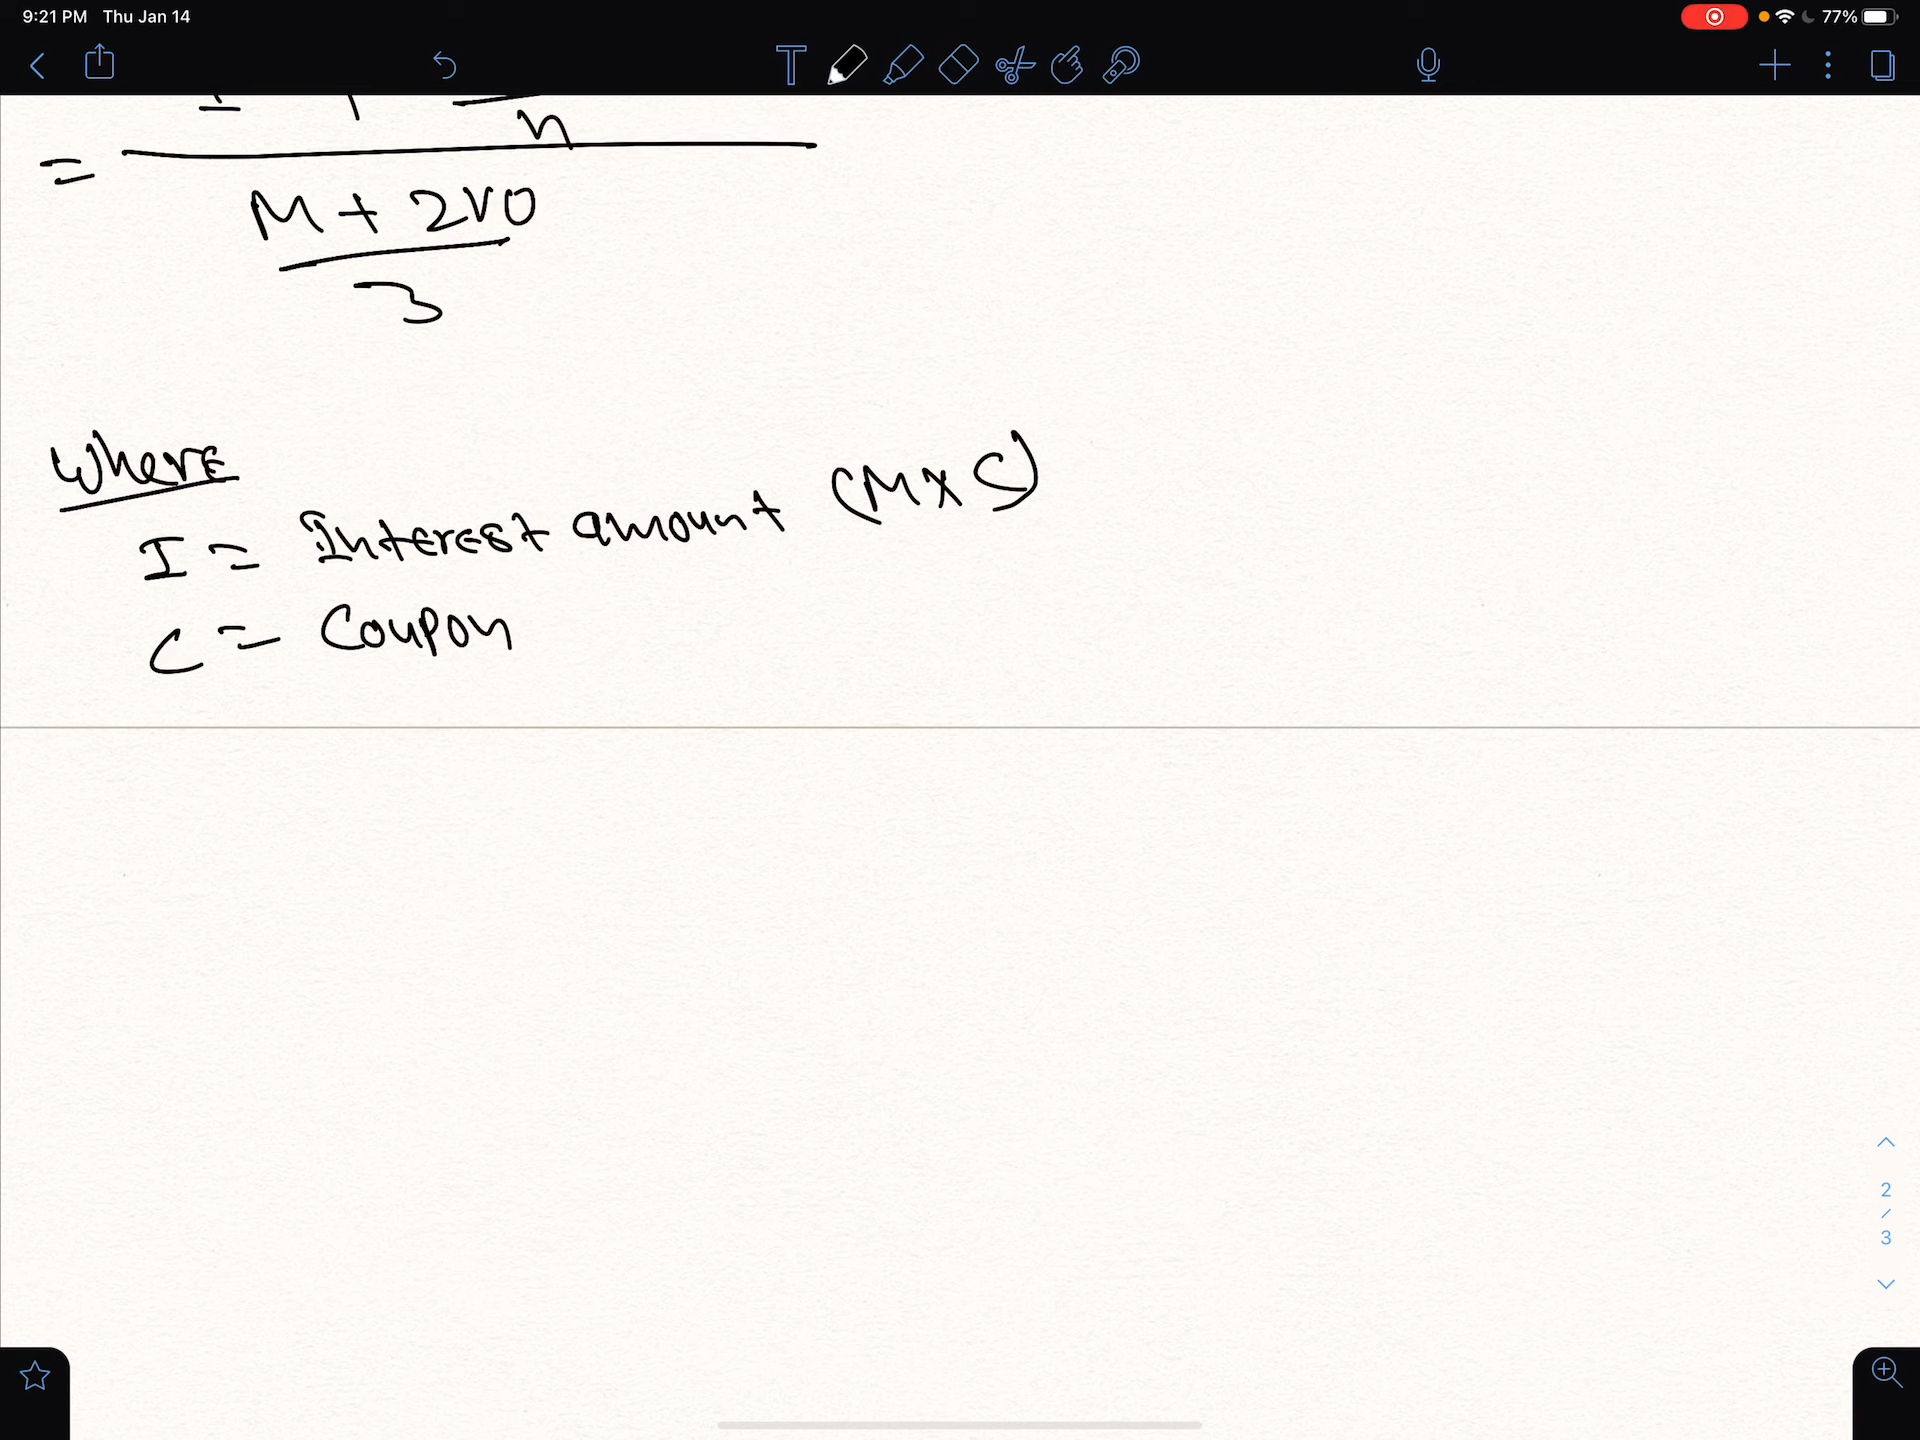 9:21 PM Thu Jan 14 77%
n
=
M + 2V0
3
Where
I = Interest amount (M x C)
C = Coupon
2
/
3